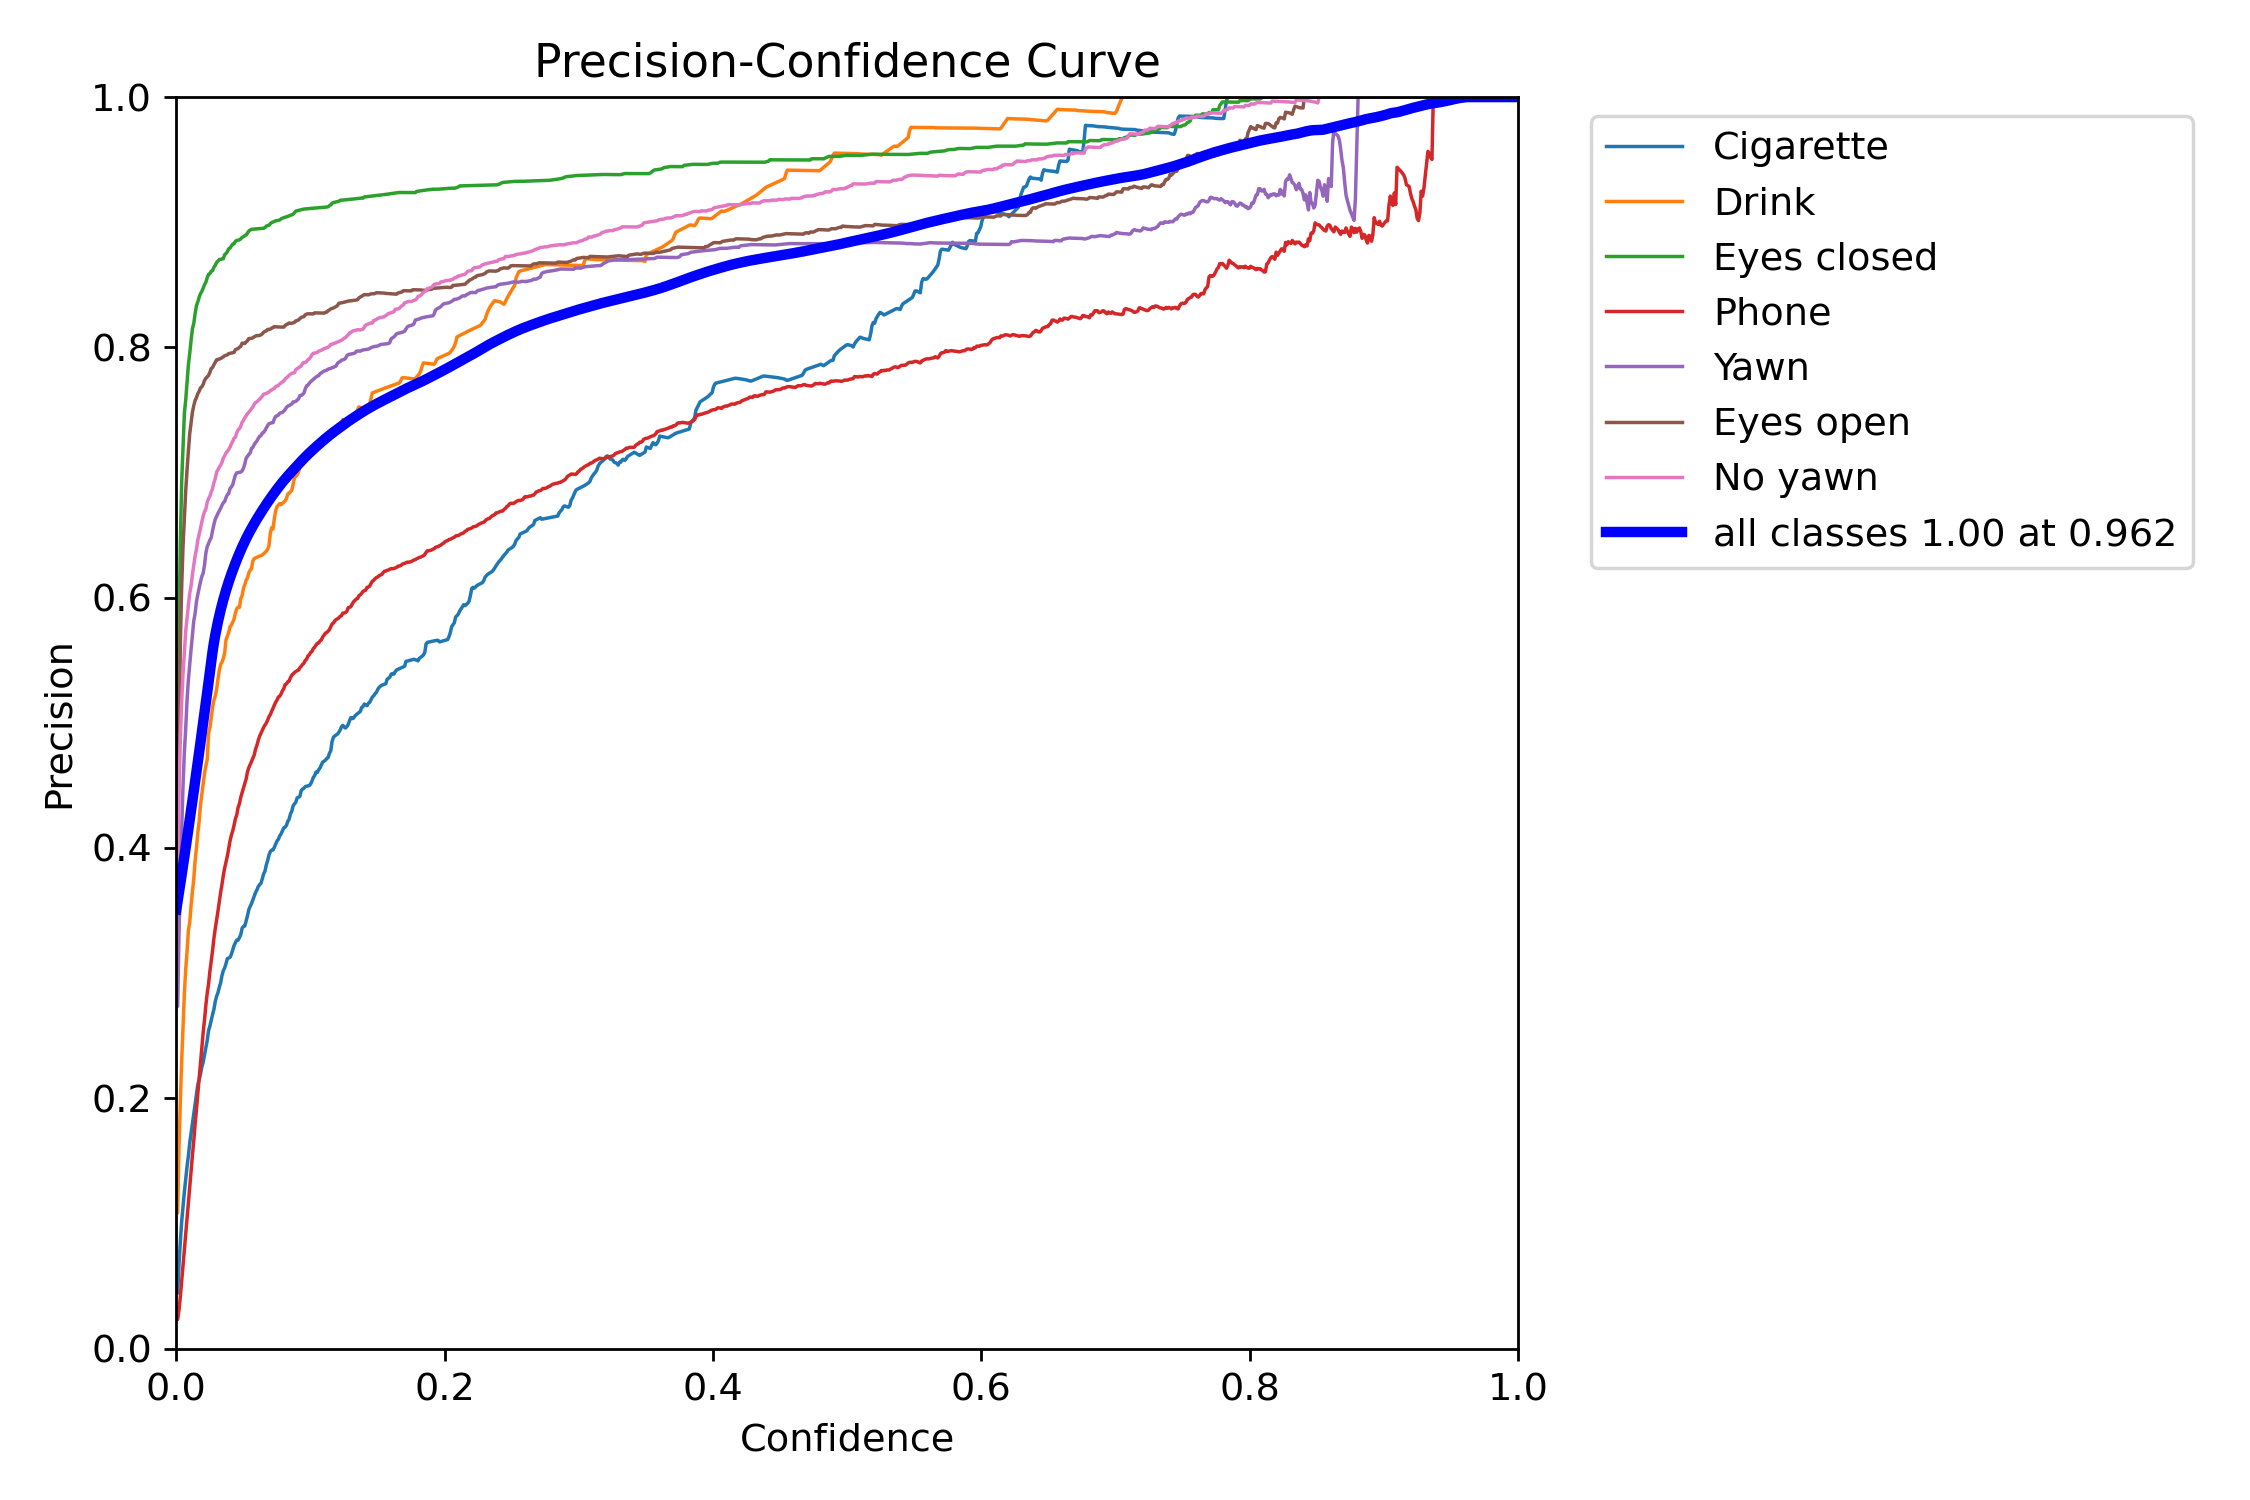 Precision-Confidence Curve
1.0
0.8
0.6
0.4
0.2
0.0
Precision
0.0 0.2 0.4 0.6 0.8 1.0
Confidence
Cigarette
Drink
Eyes closed
Phone
Yawn
Eyes open
No yawn
all classes 1.00 at 0.962